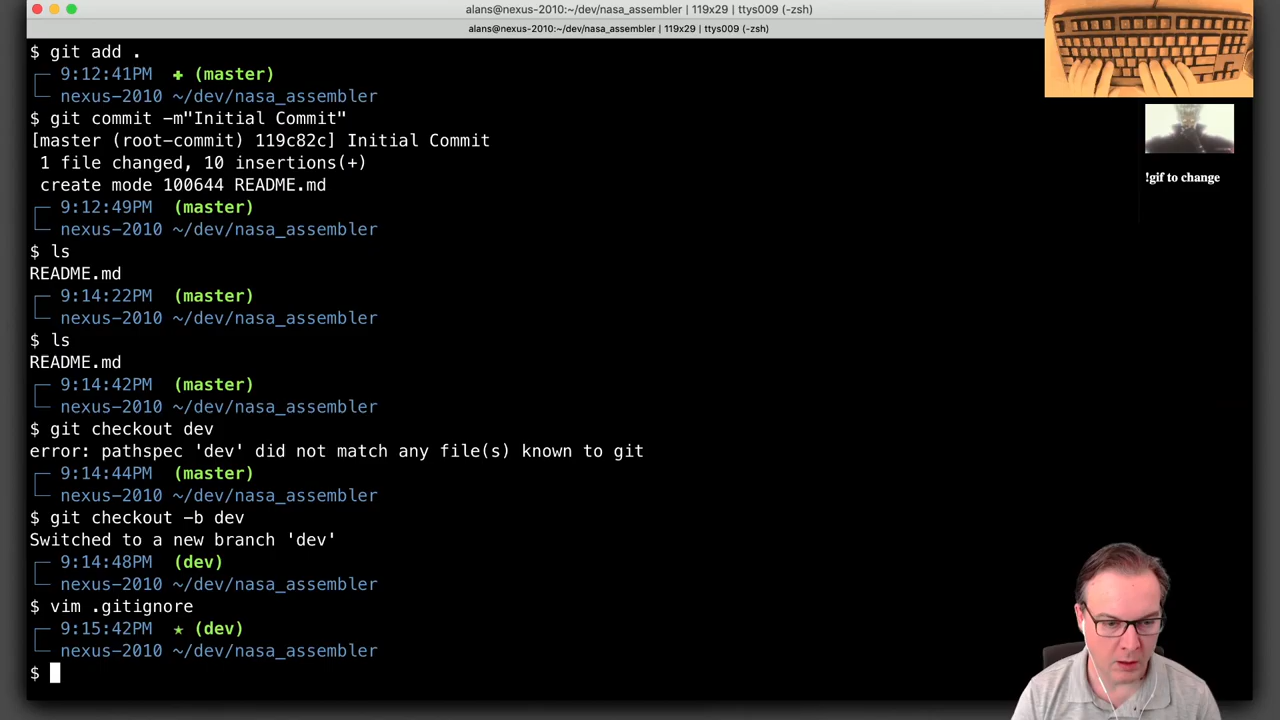 alans@nexus-2010:~/dev/nasa_assembler | 119x29 | ttys009 (-zsh)
alans@nexus-2010:~/dev/nasa_assembler | 119x29 | ttys009 (-zsh)
$ git add .
9:12:41PM ✚ (master)
nexus-2010 ~/dev/nasa_assembler
$ git commit -m"Initial Commit"
[master (root-commit) 119c82c] Initial Commit
1 file changed, 10 insertions(+)
create mode 100644 README.md
9:12:49PM (master)
nexus-2010 ~/dev/nasa_assembler
$ ls
README.md
9:14:22PM (master)
nexus-2010 ~/dev/nasa_assembler
$ ls
README.md
9:14:42PM (master)
nexus-2010 ~/dev/nasa_assembler
$ git checkout dev
error: pathspec 'dev' did not match any file(s) known to git
9:14:44PM (master)
nexus-2010 ~/dev/nasa_assembler
$ git checkout -b dev
Switched to a new branch 'dev'
9:14:48PM (dev)
nexus-2010 ~/dev/nasa_assembler
$ vim .gitignore
9:15:42PM ★ (dev)
nexus-2010 ~/dev/nasa_assembler
$
!gif to change